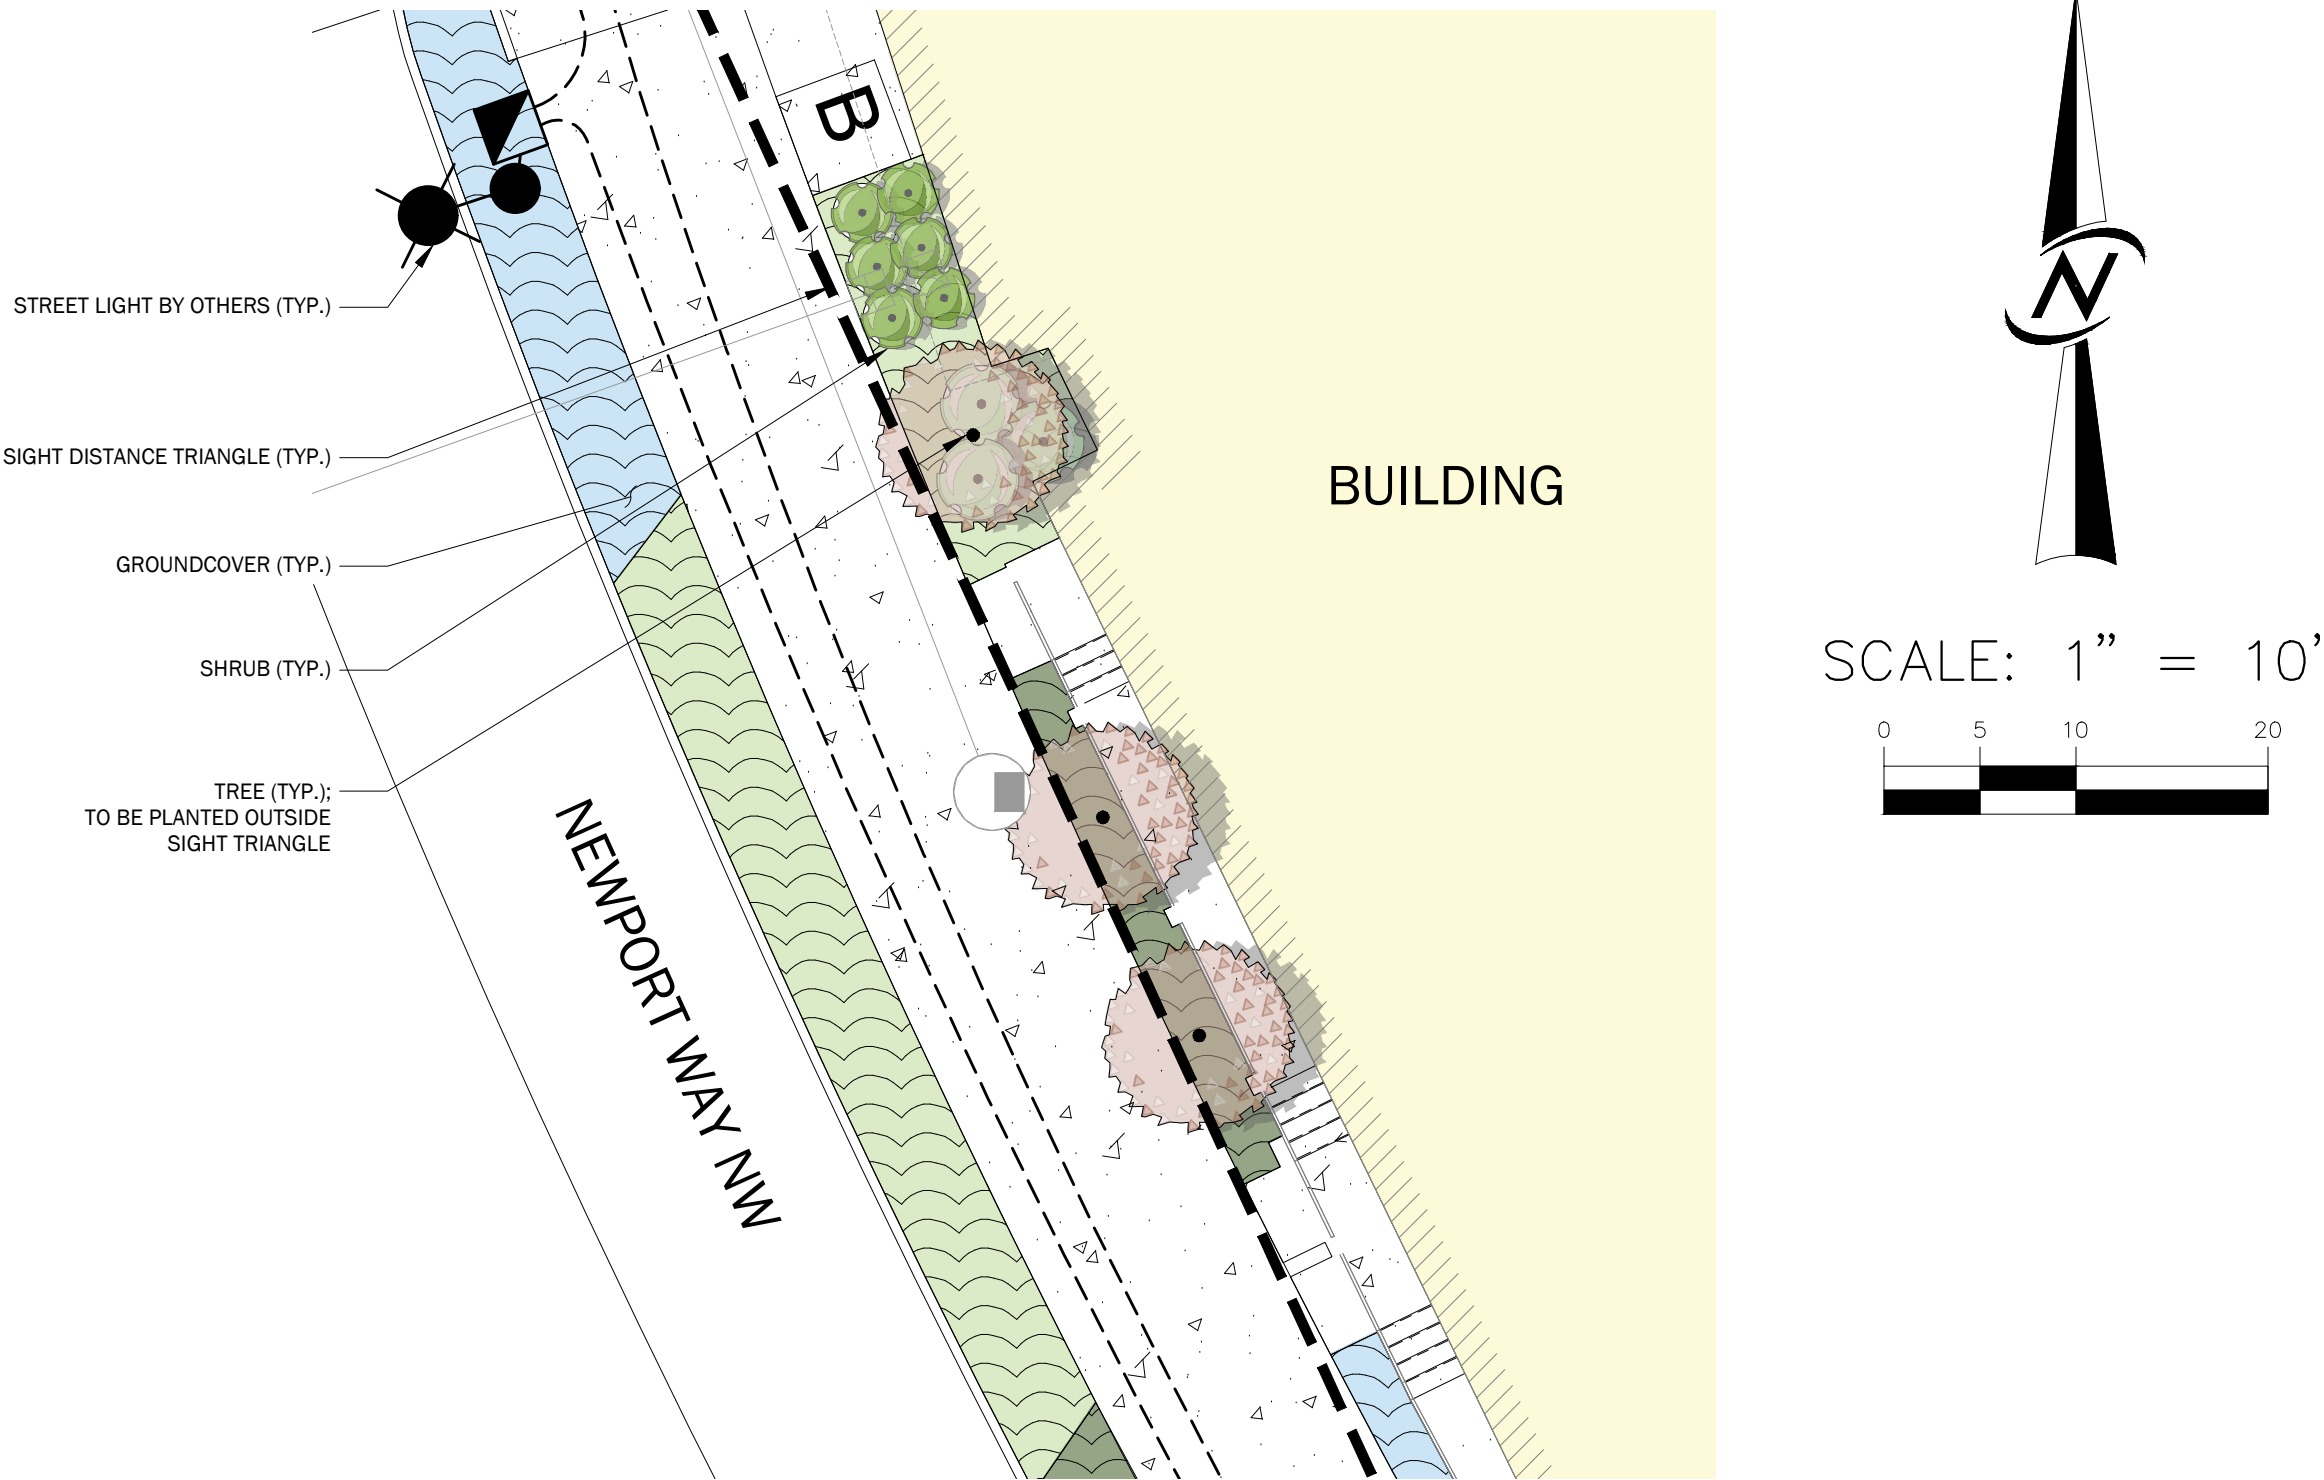 B
STREET LIGHT BY OTHERS (TYP.)
SIGHT DISTANCE TRIANGLE (TYP.)
GROUNDCOVER (TYP.)
SHRUB (TYP.)
TREE (TYP.);
TO BE PLANTED OUTSIDE
SIGHT TRIANGLE
NEWPORT WAY NW
BUILDING
N
SCALE: 1” = 10’
0 5 10 20